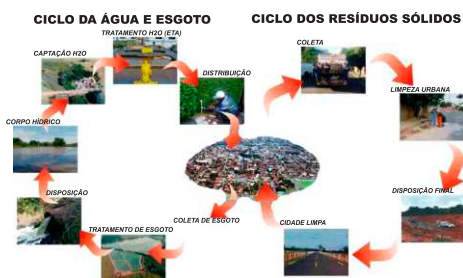 CICLO DA ÁGUA E ESGOTO
CICLO DOS RESÍDUOS SÓLIDOS
TRATAMENTO H2O (ETA)
CAPTAÇÃO H2O
DISTRIBUIÇÃO
CORPO HÍDRICO
DISPOSIÇÃO
TRATAMENTO DE ESGOTO
COLETA DE ESGOTO
COLETA
LIMPEZA URBANA
DISPOSIÇÃO FINAL
CIDADE LIMPA